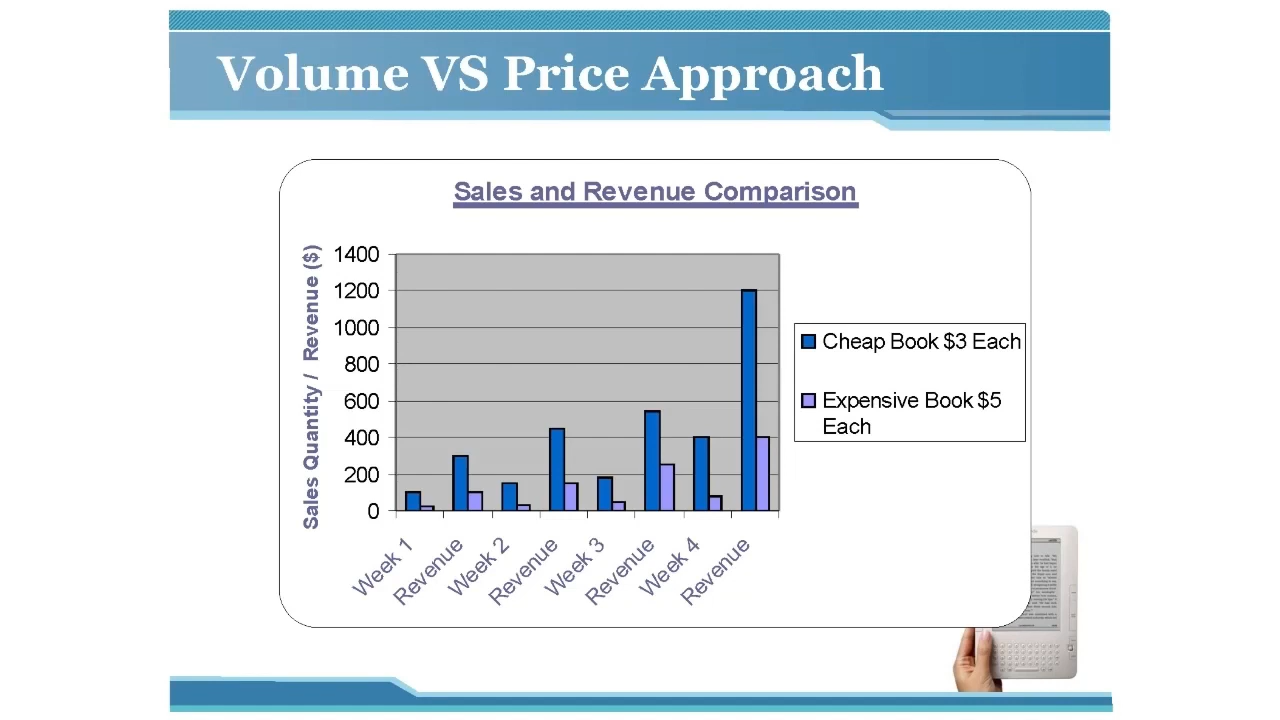 Volume VS Price Approach
Sales and Revenue Comparison
Sales Quantity / Revenue ($)
1400
1200
1000
800
600
400
200
0
Week 1
Revenue
Week 2
Revenue
Week 3
Revenue
Week 4
Revenue
Cheap Book $3 Each
Expensive Book $5
Each